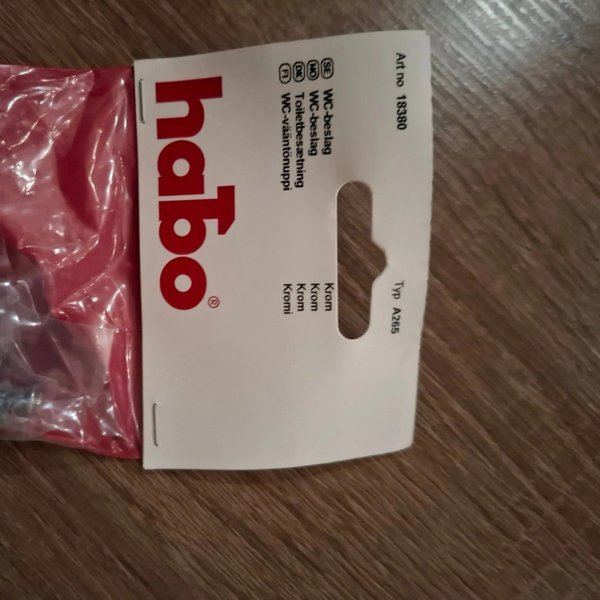 Art no 18380
Typ A265
SE WC-beslag Krom
NO WC-beslag Krom
DK Toiletbesætning Krom
FI WC-vääntönuppi Kromi
habo®